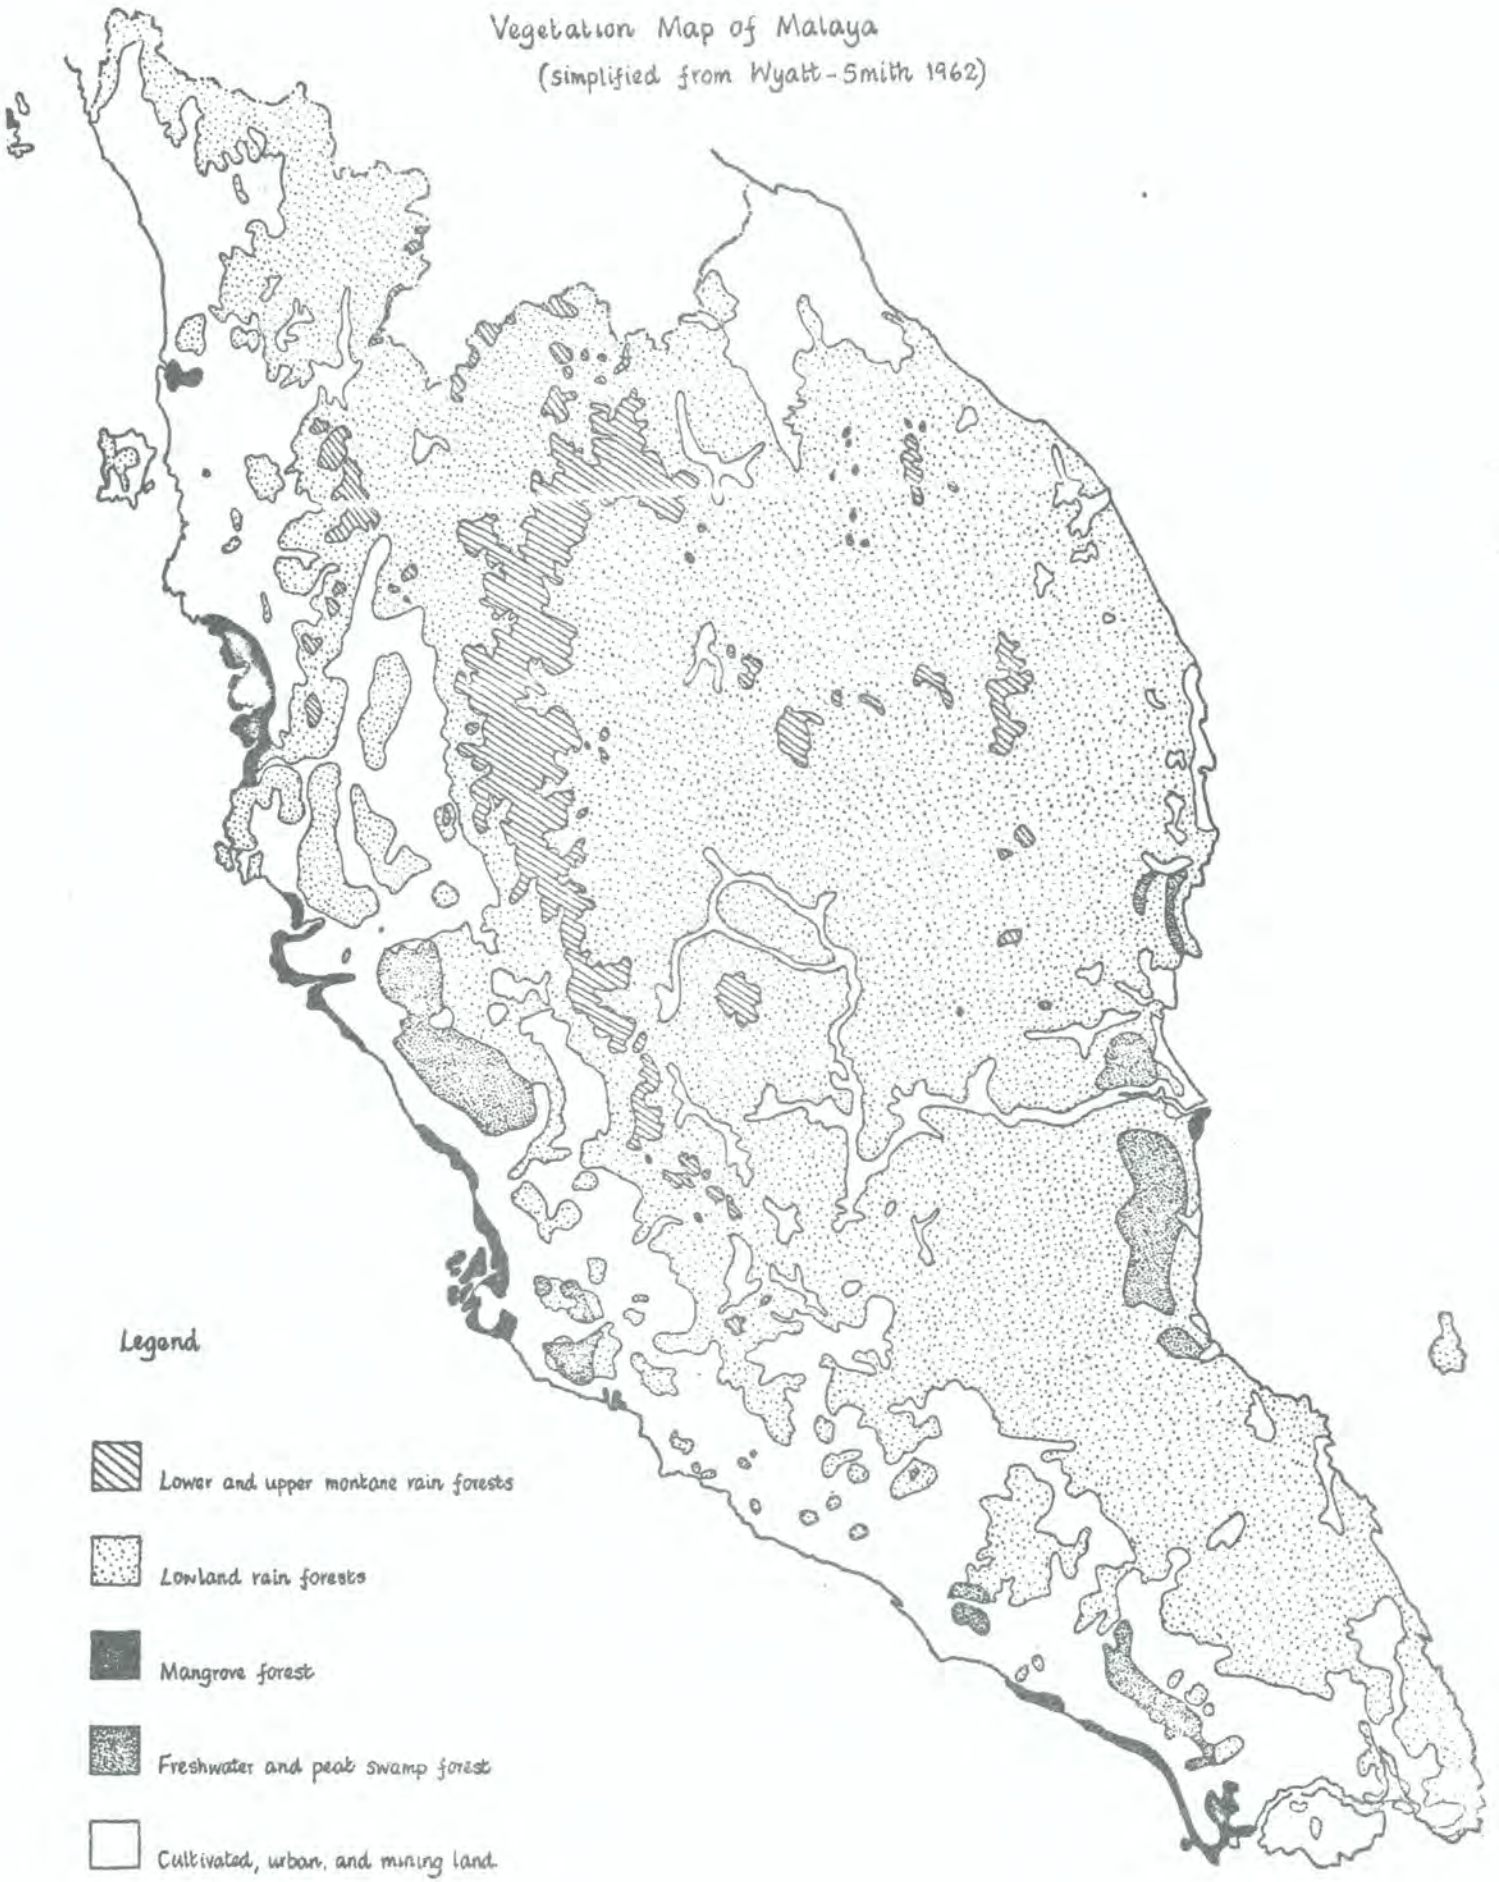 Vegetation Map of Malaya
(simplified from Wyatt-Smith 1962)
Legend
Lower and upper montane rain forests
Lowland rain forests
Mangrove forest
Freshwater and peat swamp forest
Cultivated, urban, and mining land